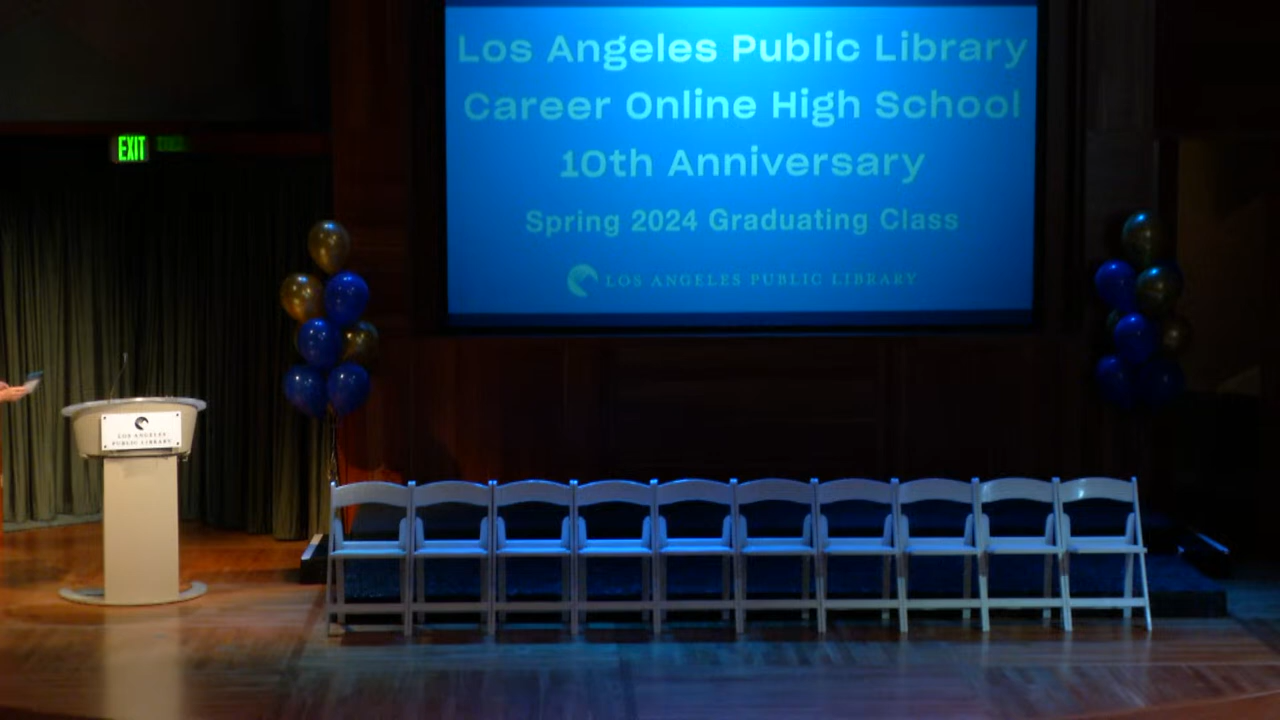 Los Angeles Public Library
Career Online High School
10th Anniversary
Spring 2024 Graduating Class
LOS ANGELES PUBLIC LIBRARY
EXIT
LOS ANGELES
PUBLIC LIBRARY